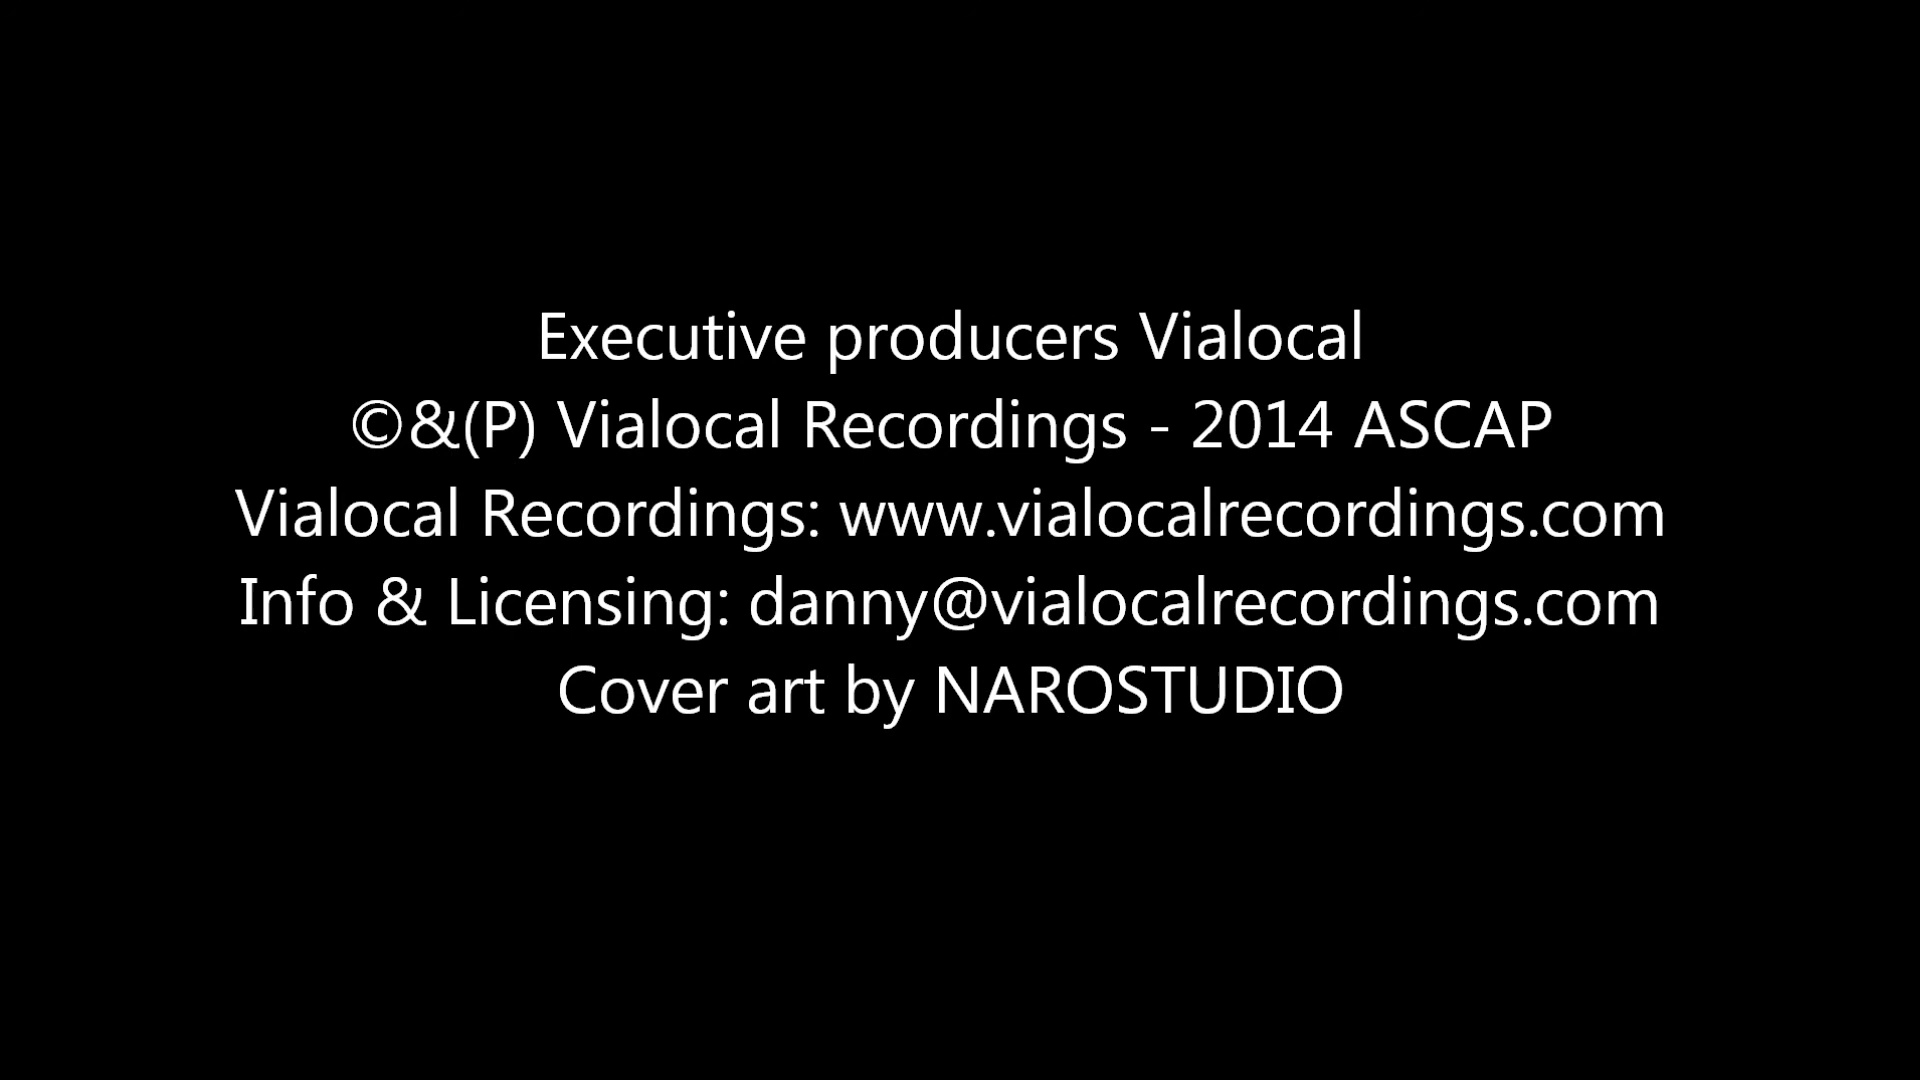 Executive producers Vialocal
©&(P) Vialocal Recordings - 2014 ASCAP
Vialocal Recordings: www.vialocalrecordings.com
Info & Licensing: danny@vialocalrecordings.com
Cover art by NAROSTUDIO